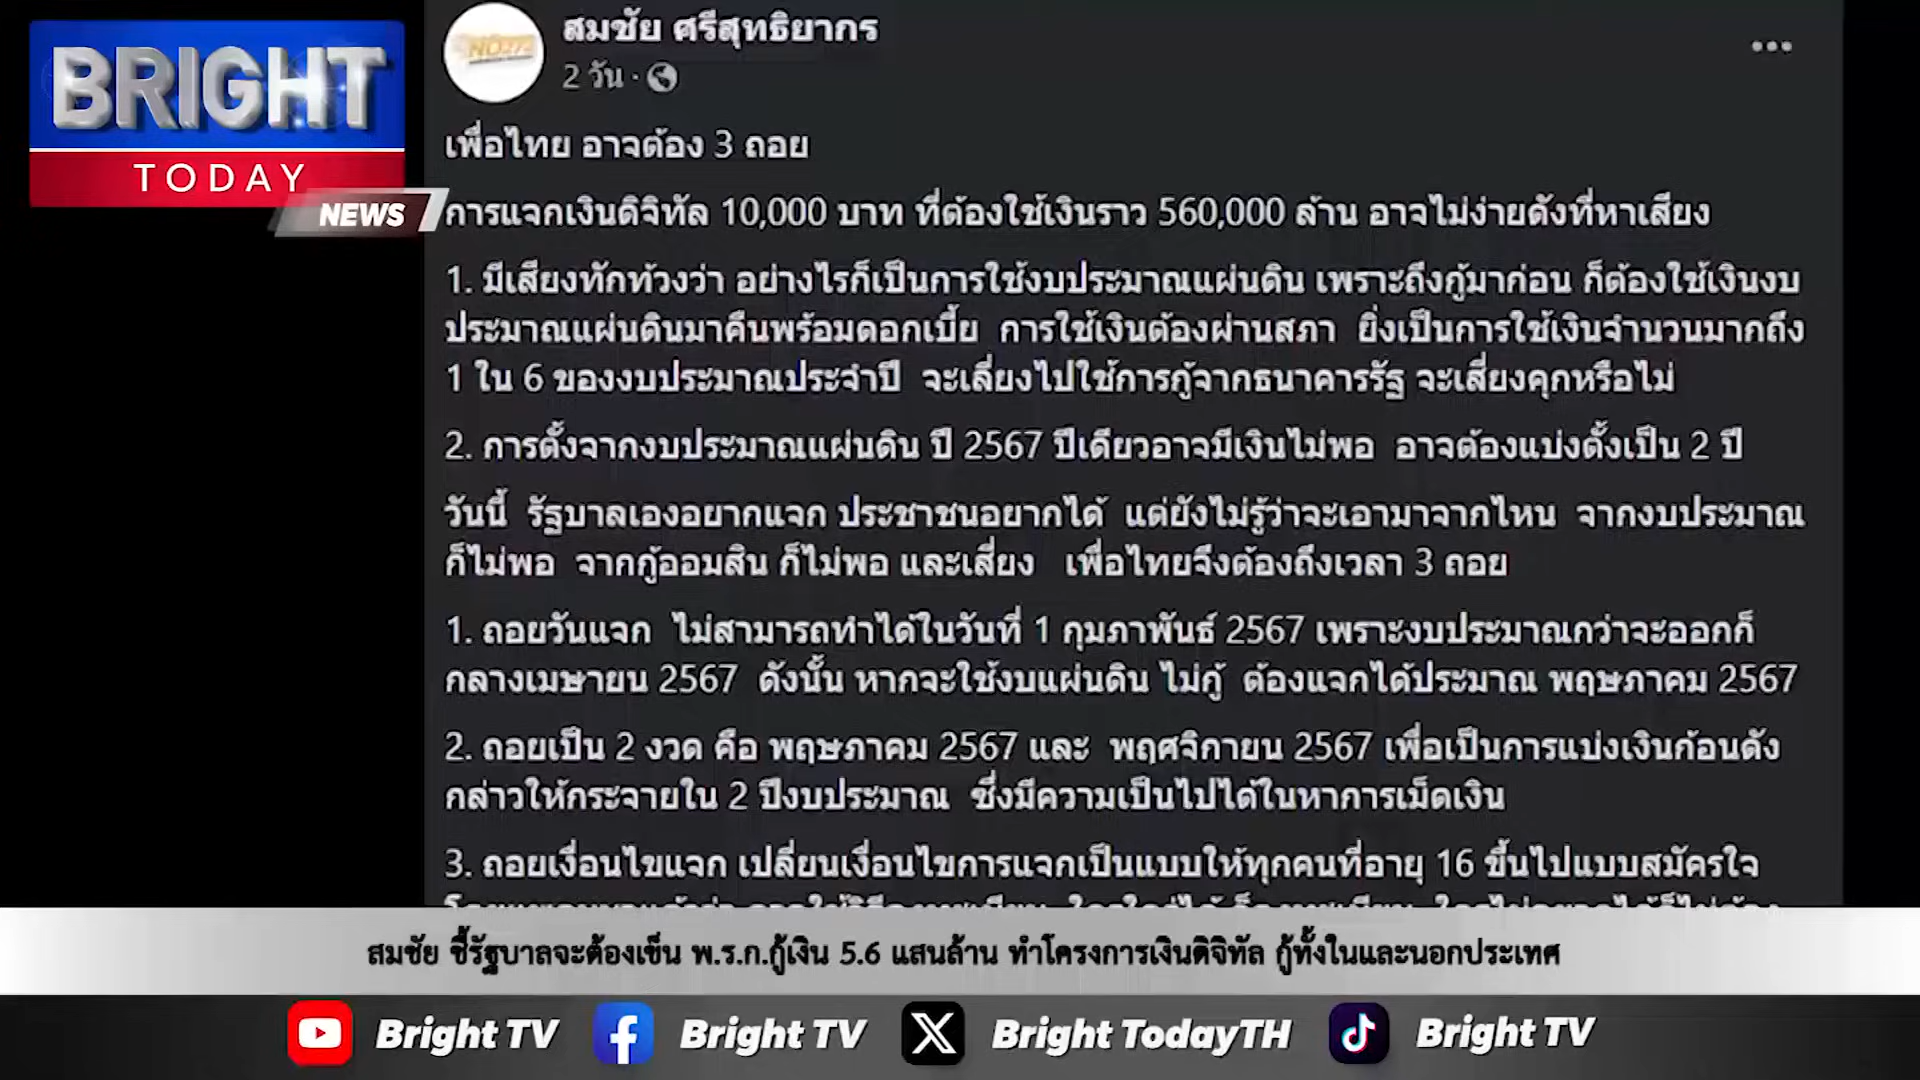 BRIGHT
TODAY
NEWS
สมชัย ศรีสุทธิยากร
2 วัน ·
เพื่อไทย อาจต้อง 3 ถอย
การแจกเงินดิจิทัล 10,000 บาท ที่ต้องใช้เงินราว 560,000 ล้าน อาจไม่ง่ายดังที่หาเสียง
1. มีเสียงทักท้วงว่า อย่างไรก็เป็นการใช้งบประมาณแผ่นดิน เพราะถึงกู้มาก่อน ก็ต้องใช้เงินงบ
ประมาณแผ่นดินมาคืนพร้อมดอกเบี้ย การใช้เงินต้องผ่านสภา ยิ่งเป็นการใช้เงินจำนวนมากถึง
1 ใน 6 ของงบประมาณประจำปี จะเลี่ยงไปใช้การกู้จากธนาคารรัฐ จะเสี่ยงคุกหรือไม่
2. การตั้งจากงบประมาณแผ่นดิน ปี 2567 ปีเดียวอาจมีเงินไม่พอ อาจต้องแบ่งตั้งเป็น 2 ปี
วันนี้ รัฐบาลเองอยากแจก ประชาชนอยากได้ แต่ยังไม่รู้ว่าจะเอามาจากไหน จากงบประมาณ
ก็ไม่พอ จากกู้ออมสิน ก็ไม่พอ และเสี่ยง เพื่อไทยจึงต้องถึงเวลา 3 ถอย
1. ถอยวันแจก ไม่สามารถทำได้ในวันที่ 1 กุมภาพันธ์ 2567 เพราะงบประมาณกว่าจะออกก็
กลางเมษายน 2567 ดังนั้น หากจะใช้งบแผ่นดิน ไม่กู้ ต้องแจกได้ประมาณ พฤษภาคม 2567
2. ถอยเป็น 2 งวด คือ พฤษภาคม 2567 และ พฤศจิกายน 2567 เพื่อเป็นการแบ่งเงินก้อนดัง
กล่าวให้กระจายใน 2 ปีงบประมาณ ซึ่งมีความเป็นไปได้ในหาการเม็ดเงิน
3. ถอยเงื่อนไขแจก เปลี่ยนเงื่อนไขการแจกเป็นแบบให้ทุกคนที่อายุ 16 ขึ้นไปแบบสมัครใจ
สมชัย ชี้รัฐบาลจะต้องเข็น พ.ร.ก.กู้เงิน 5.6 แสนล้าน ทำโครงการเงินดิจิทัล กู้ทั้งในและนอกประเทศ
Bright TV Bright TV Bright TodayTH Bright TV